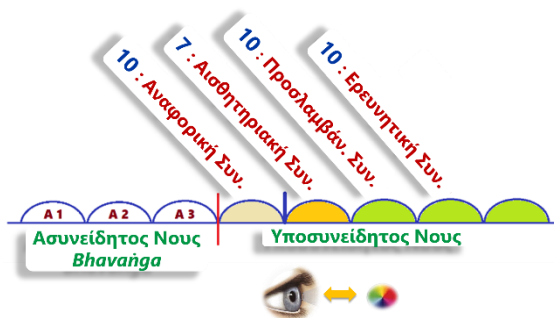 10 : Αναφορική Συν.
7 : Αισθητηριακή Συν.
10 : Προσλαμβάν. Συν.
10 : Ερευνητική Συν.
A 1 A 2 A 3
Ασυνείδητος Νους
Bhavaṅga
Υποσυνείδητος Νους